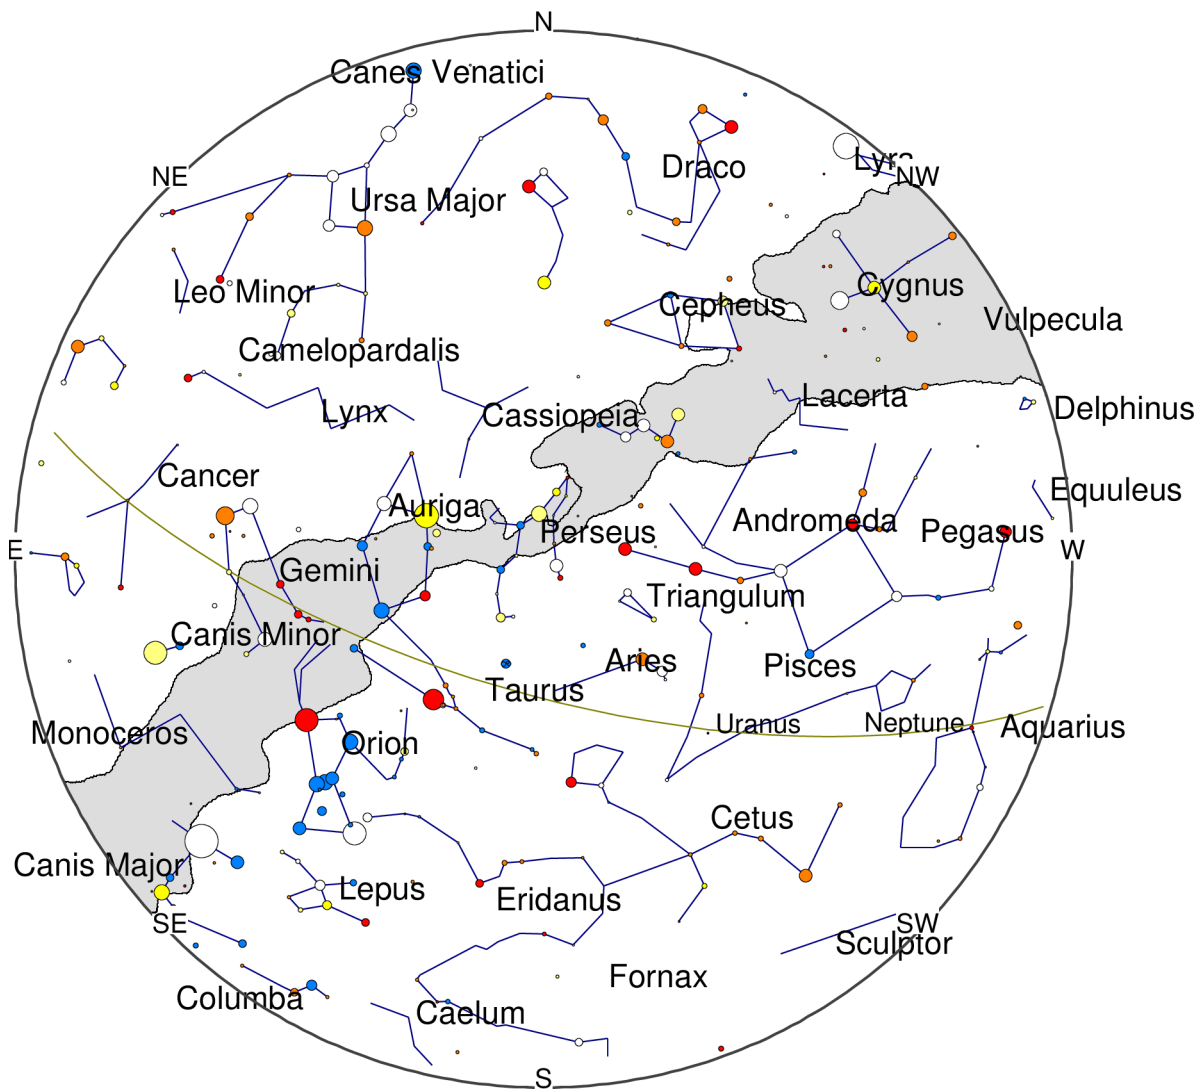 N
Canes Venatici
Lyra
Draco
NE
NW
Ursa Major
Leo Minor
Cygnus
Cepheus
Vulpecula
Camelopardalis
Lacerta
Lynx
Cassiopeia
Delphinus
Cancer
Equuleus
Auriga
Andromeda
Perseus
Pegasus
E
W
Gemini
Triangulum
Canis Minor
Aries
Pisces
Taurus
Uranus
Neptune
Aquarius
Monoceros
Orion
Cetus
Canis Major
Lepus
Eridanus
SE
SW
Sculptor
Fornax
Columba
Caelum
S